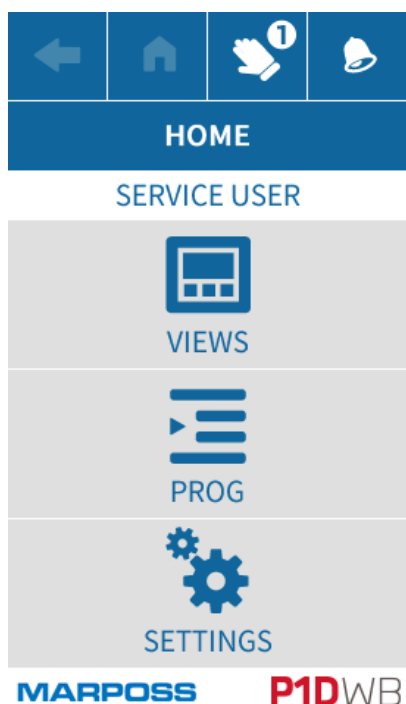 1
HOME
SERVICE USER
VIEWS
PROG
SETTINGS
MARPOSS P1DWB